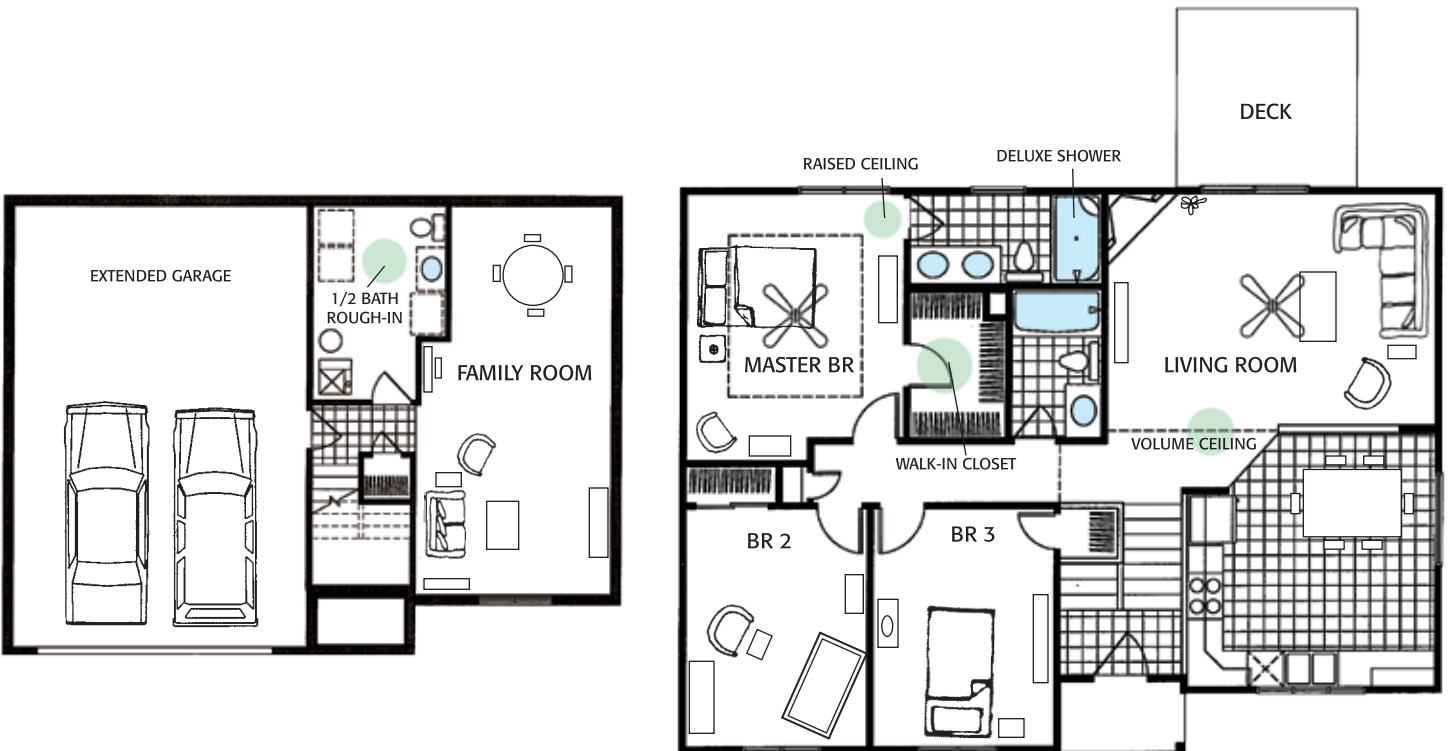 EXTENDED GARAGE
1/2 BATH
ROUGH-IN
FAMILY ROOM
DECK
RAISED CEILING
DELUXE SHOWER
MASTER BR
LIVING ROOM
VOLUME CEILING
WALK-IN CLOSET
BR 2
BR 3